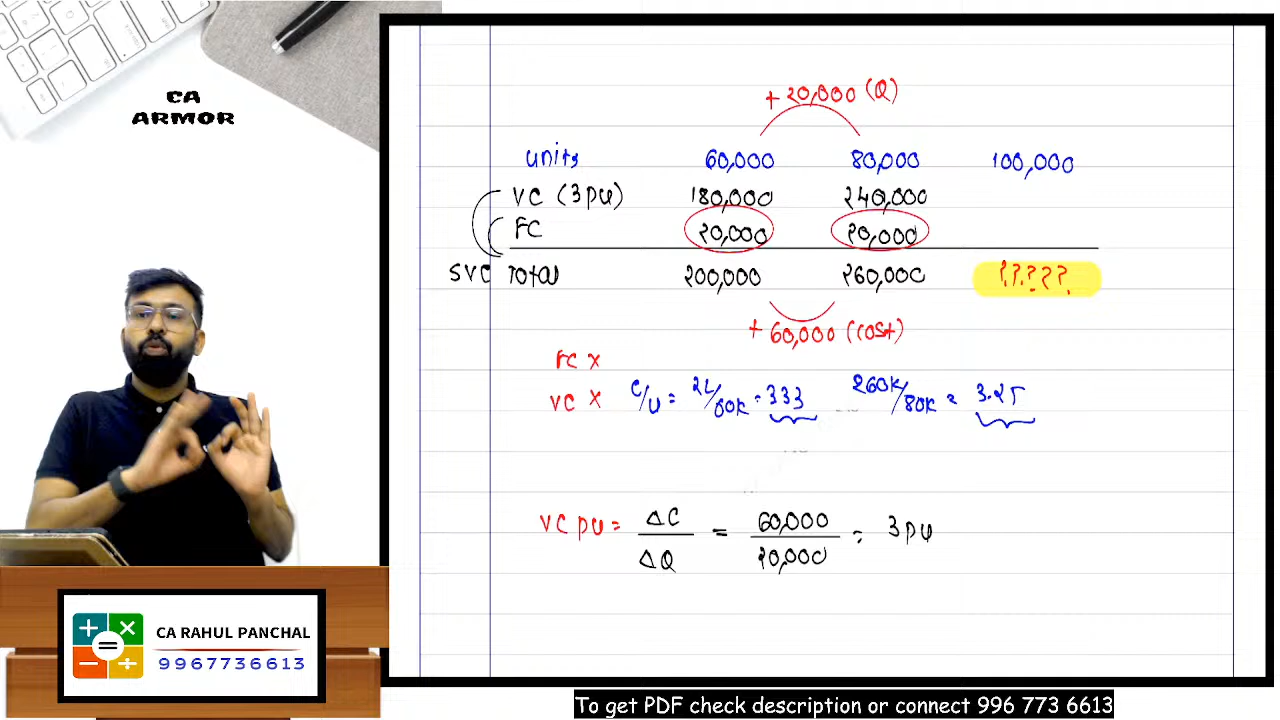 CA
ARMOR
+20,000 (Q)
units 60,000 80,000 100,000
VC (3pu) 180,000 240,000
FC 20,000 20,000
SVC Total 200,000 260,000 ?????
+60,000 (cost)
FC x
VC x C/U = 2L/60K = 333 260K/80K = 3.25
VC pu = ΔC/ΔQ = 60,000/20,000 = 3 pu
CA RAHUL PANCHAL
9967736613
To get PDF check description or connect 996 773 6613